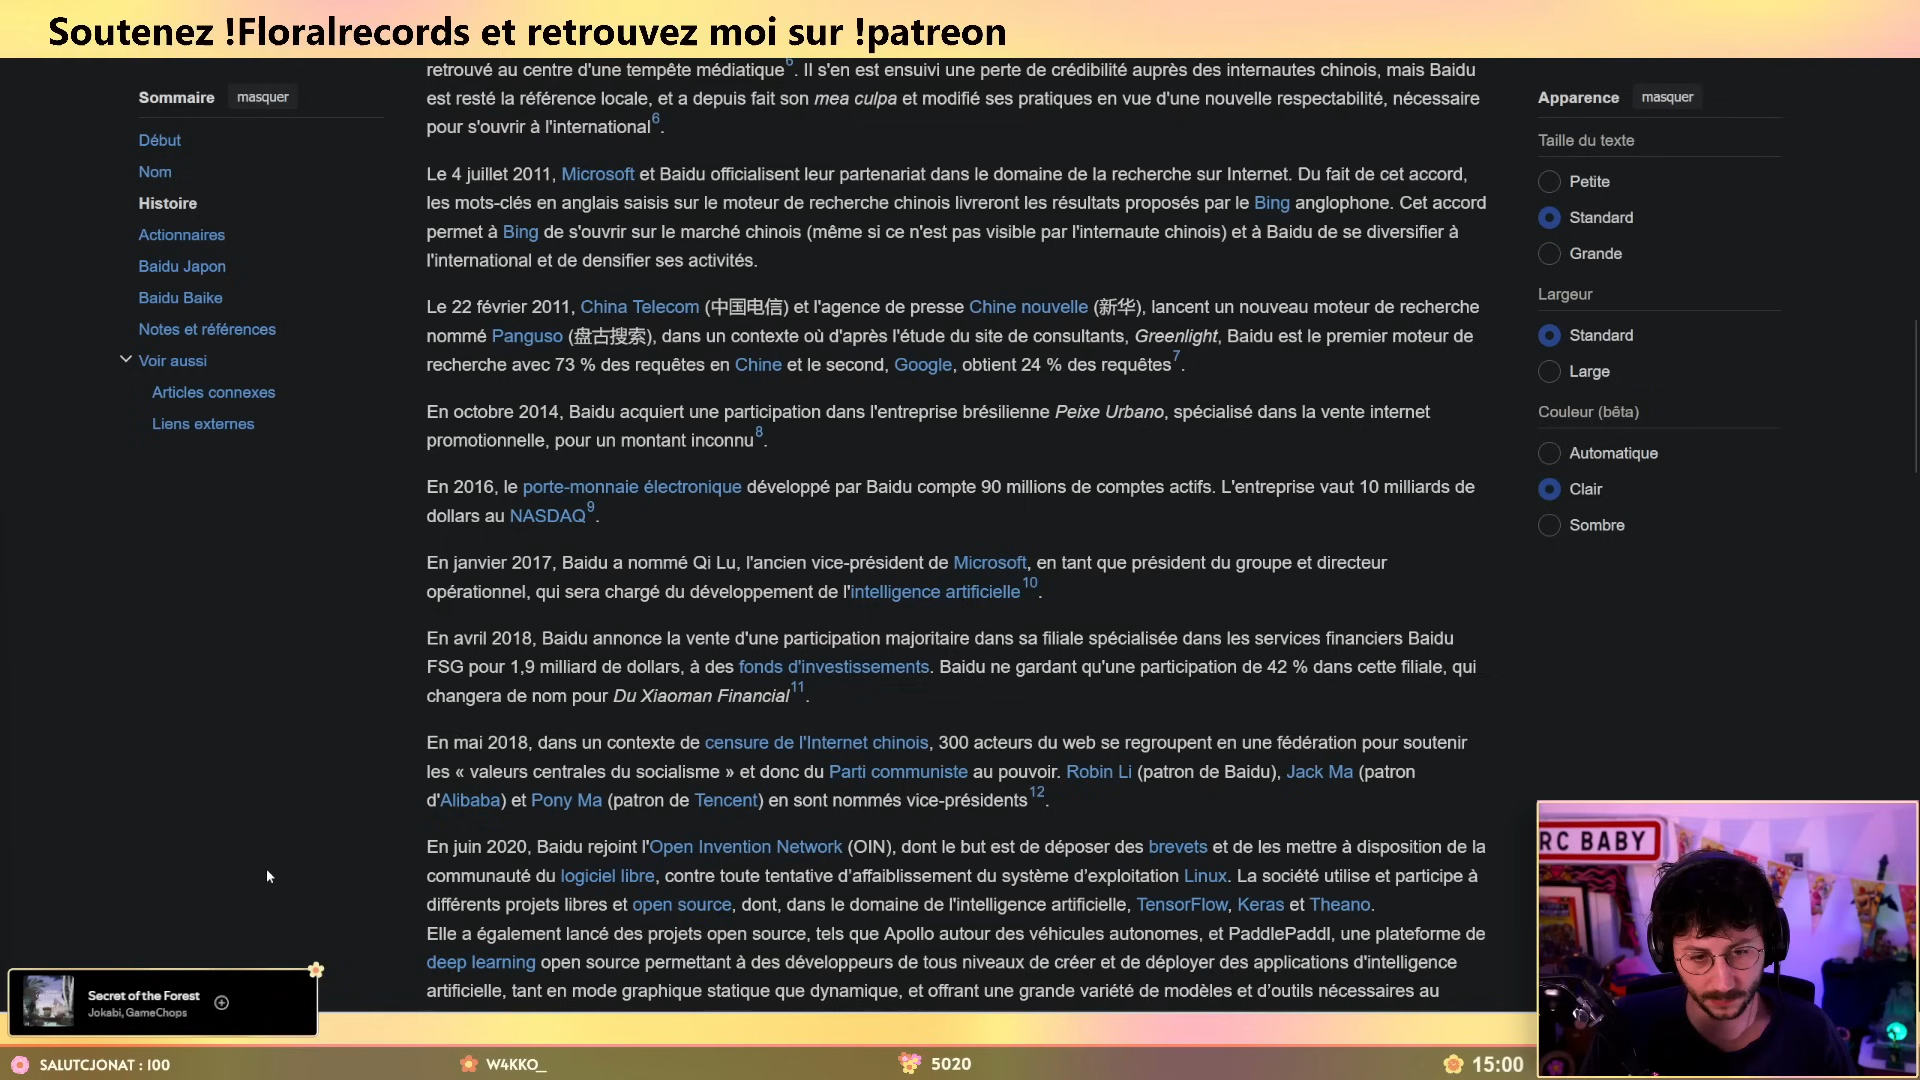 Soutenez !Floralrecords et retrouvez moi sur !patreon
Sommaire
masquer
Début
Nom
Histoire
Actionnaires
Baidu Japon
Baidu Baike
Notes et références
Voir aussi
Articles connexes
Liens externes
retrouvé au centre d'une tempête médiatique6. Il s'en est ensuivi une perte de crédibilité auprès des internautes chinois, mais Baidu
est resté la référence locale, et a depuis fait son mea culpa et modifié ses pratiques en vue d'une nouvelle respectabilité, nécessaire
pour s'ouvrir à l'international6.
Le 4 juillet 2011, Microsoft et Baidu officialisent leur partenariat dans le domaine de la recherche sur Internet. Du fait de cet accord,
les mots-clés en anglais saisis sur le moteur de recherche chinois livreront les résultats proposés par le Bing anglophone. Cet accord
permet à Bing de s'ouvrir sur le marché chinois (même si ce n'est pas visible par l'internaute chinois) et à Baidu de se diversifier à
l'international et de densifier ses activités.
Le 22 février 2011, China Telecom (中国电信) et l'agence de presse Chine nouvelle (新华), lancent un nouveau moteur de recherche
nommé Panguso (盘古搜索), dans un contexte où d'après l'étude du site de consultants, Greenlight, Baidu est le premier moteur de
recherche avec 73 % des requêtes en Chine et le second, Google, obtient 24 % des requêtes7.
En octobre 2014, Baidu acquiert une participation dans l'entreprise brésilienne Peixe Urbano, spécialisé dans la vente internet
promotionnelle, pour un montant inconnu8.
En 2016, le porte-monnaie électronique développé par Baidu compte 90 millions de comptes actifs. L'entreprise vaut 10 milliards de
dollars au NASDAQ9.
En janvier 2017, Baidu a nommé Qi Lu, l'ancien vice-président de Microsoft, en tant que président du groupe et directeur
opérationnel, qui sera chargé du développement de l'intelligence artificielle10.
En avril 2018, Baidu annonce la vente d'une participation majoritaire dans sa filiale spécialisée dans les services financiers Baidu
FSG pour 1,9 milliard de dollars, à des fonds d'investissements. Baidu ne gardant qu'une participation de 42 % dans cette filiale, qui
changera de nom pour Du Xiaoman Financial11.
En mai 2018, dans un contexte de censure de l'Internet chinois, 300 acteurs du web se regroupent en une fédération pour soutenir
les « valeurs centrales du socialisme » et donc du Parti communiste au pouvoir. Robin Li (patron de Baidu), Jack Ma (patron
d'Alibaba) et Pony Ma (patron de Tencent) en sont nommés vice-présidents12.
En juin 2020, Baidu rejoint l'Open Invention Network (OIN), dont le but est de déposer des brevets et de les mettre à disposition de la
communauté du logiciel libre, contre toute tentative d'affaiblissement du système d'exploitation Linux. La société utilise et participe à
différents projets libres et open source, dont, dans le domaine de l'intelligence artificielle, TensorFlow, Keras et Theano.
Elle a également lancé des projets open source, tels que Apollo autour des véhicules autonomes, et PaddlePaddl, une plateforme de
deep learning open source permettant à des développeurs de tous niveaux de créer et de déployer des applications d'intelligence
artificielle, tant en mode graphique statique que dynamique, et offrant une grande variété de modèles et d'outils nécessaires au
Apparence
masquer
Taille du texte
Petite
Standard
Grande
Largeur
Standard
Large
Couleur (bêta)
Automatique
Clair
Sombre
RC BABY
Secret of the Forest
Jokabi, GameChops
SALUTCJONAT : 100
W4KKO_
5020
15:00